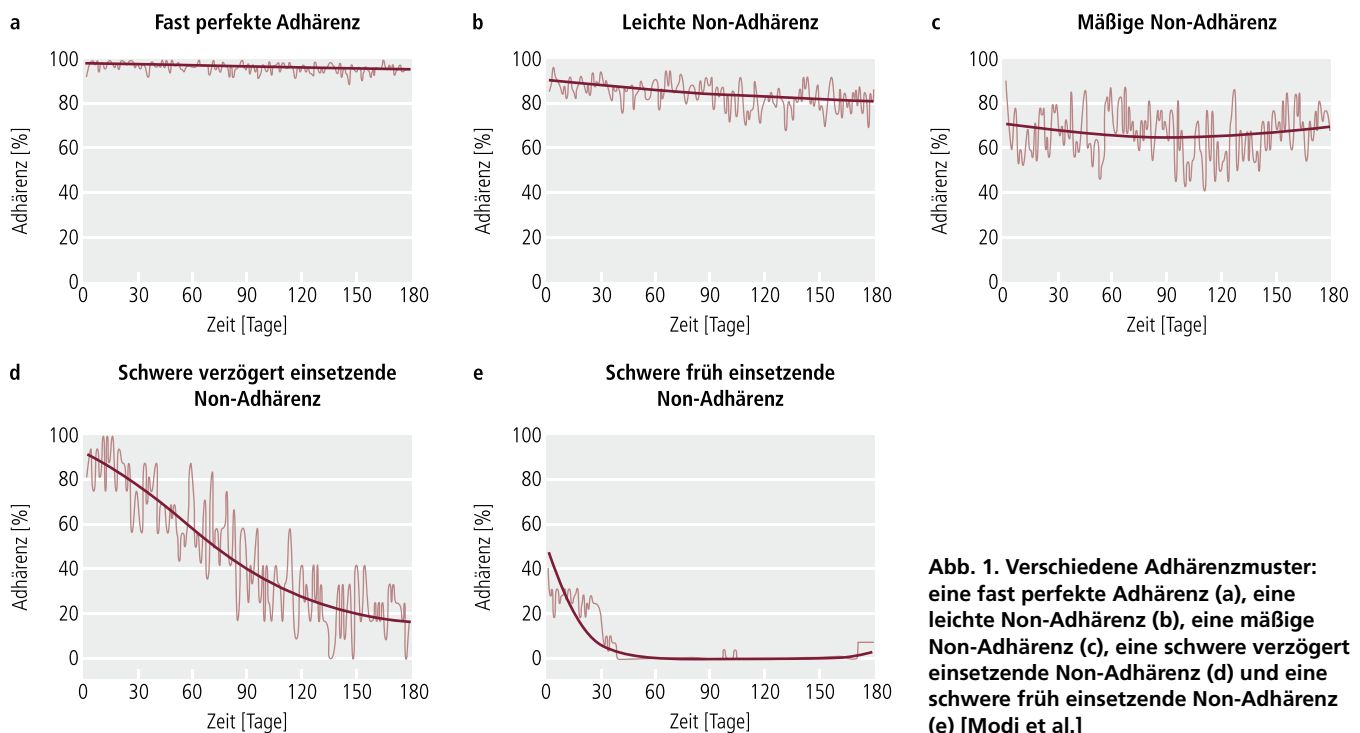 a
Fast perfekte Adhärenz
100
80
60
40
20
0
Adhärenz [%]
0 30 60 90 120 150 180
Zeit [Tage]
b
Leichte Non-Adhärenz
100
80
60
40
20
0
Adhärenz [%]
0 30 60 90 120 150 180
Zeit [Tage]
c
Mäßige Non-Adhärenz
100
80
60
40
20
0
Adhärenz [%]
0 30 60 90 120 150 180
Zeit [Tage]
d
Schwere verzögert einsetzende
Non-Adhärenz
100
80
60
40
20
0
Adhärenz [%]
0 30 60 90 120 150 180
Zeit [Tage]
e
Schwere früh einsetzende
Non-Adhärenz
100
80
60
40
20
0
Adhärenz [%]
0 30 60 90 120 150 180
Zeit [Tage]
Abb. 1. Verschiedene Adhärenzmuster:
eine fast perfekte Adhärenz (a), eine
leichte Non-Adhärenz (b), eine mäßige
Non-Adhärenz (c), eine schwere verzögert
einsetzende Non-Adhärenz (d) und eine
schwere früh einsetzende Non-Adhärenz
(e) [Modi et al.]